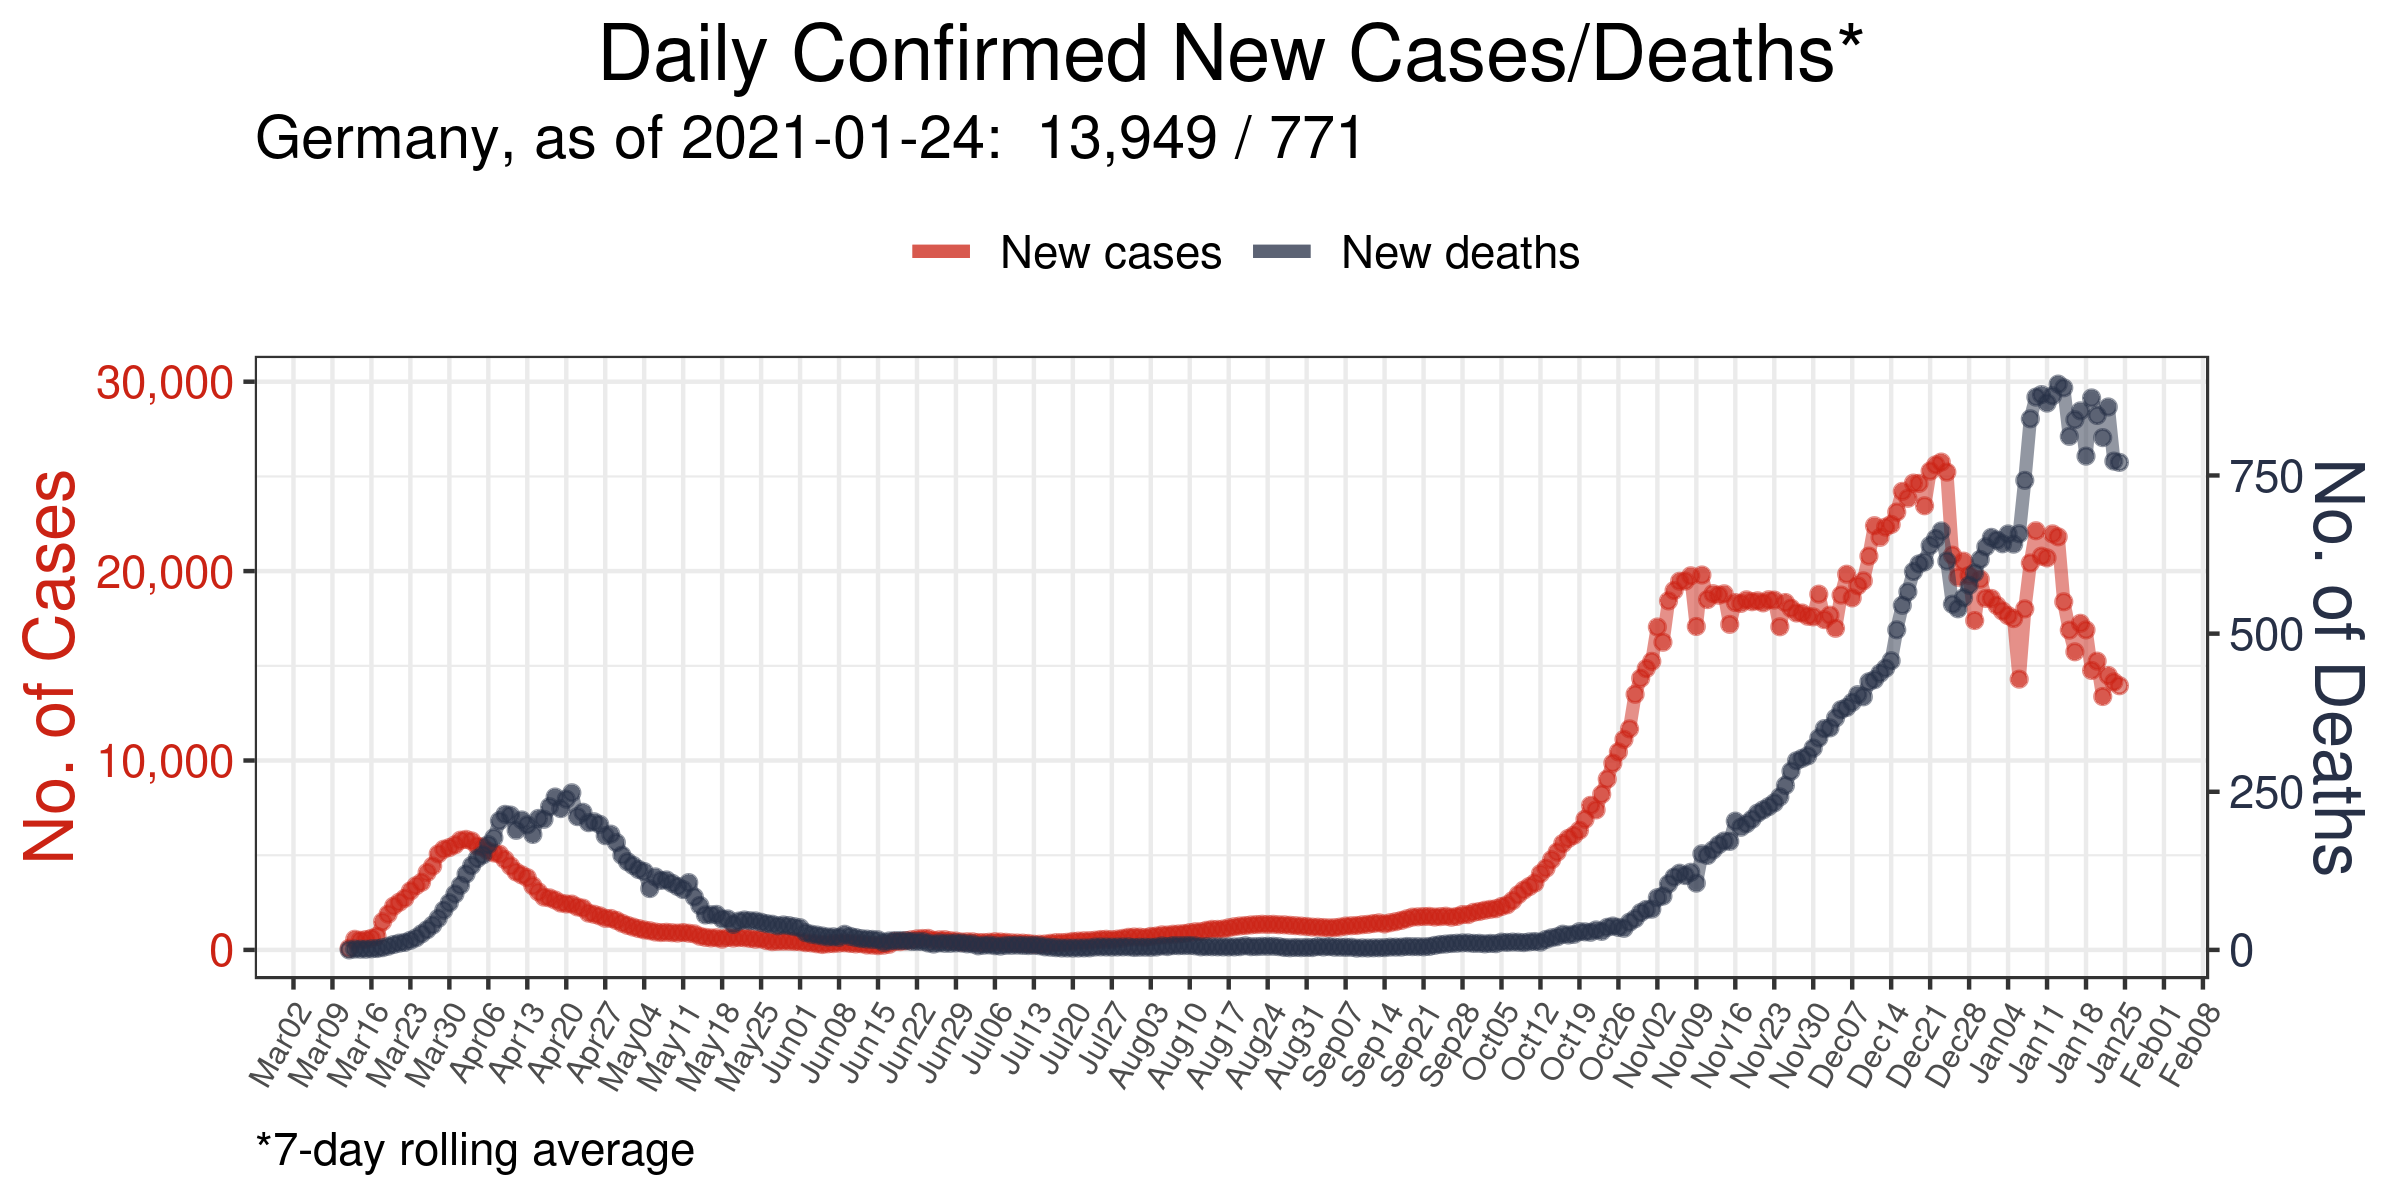 Daily Confirmed New Cases/Deaths*
Germany, as of 2021-01-24:  13,949 / 771
New cases
New deaths
No. of Cases
30,000
20,000
10,000
0
750
500
250
0
No. of Deaths
Mar02
Mar09
Mar16
Mar23
Mar30
Apr06
Apr13
Apr20
Apr27
May04
May11
May18
May25
Jun01
Jun08
Jun15
Jun22
Jun29
Jul06
Jul13
Jul20
Jul27
Aug03
Aug10
Aug17
Aug24
Aug31
Sep07
Sep14
Sep21
Sep28
Oct05
Oct12
Oct19
Oct26
Nov02
Nov09
Nov16
Nov23
Nov30
Dec07
Dec14
Dec21
Dec28
Jan04
Jan11
Jan18
Jan25
Feb01
Feb08
*7-day rolling average